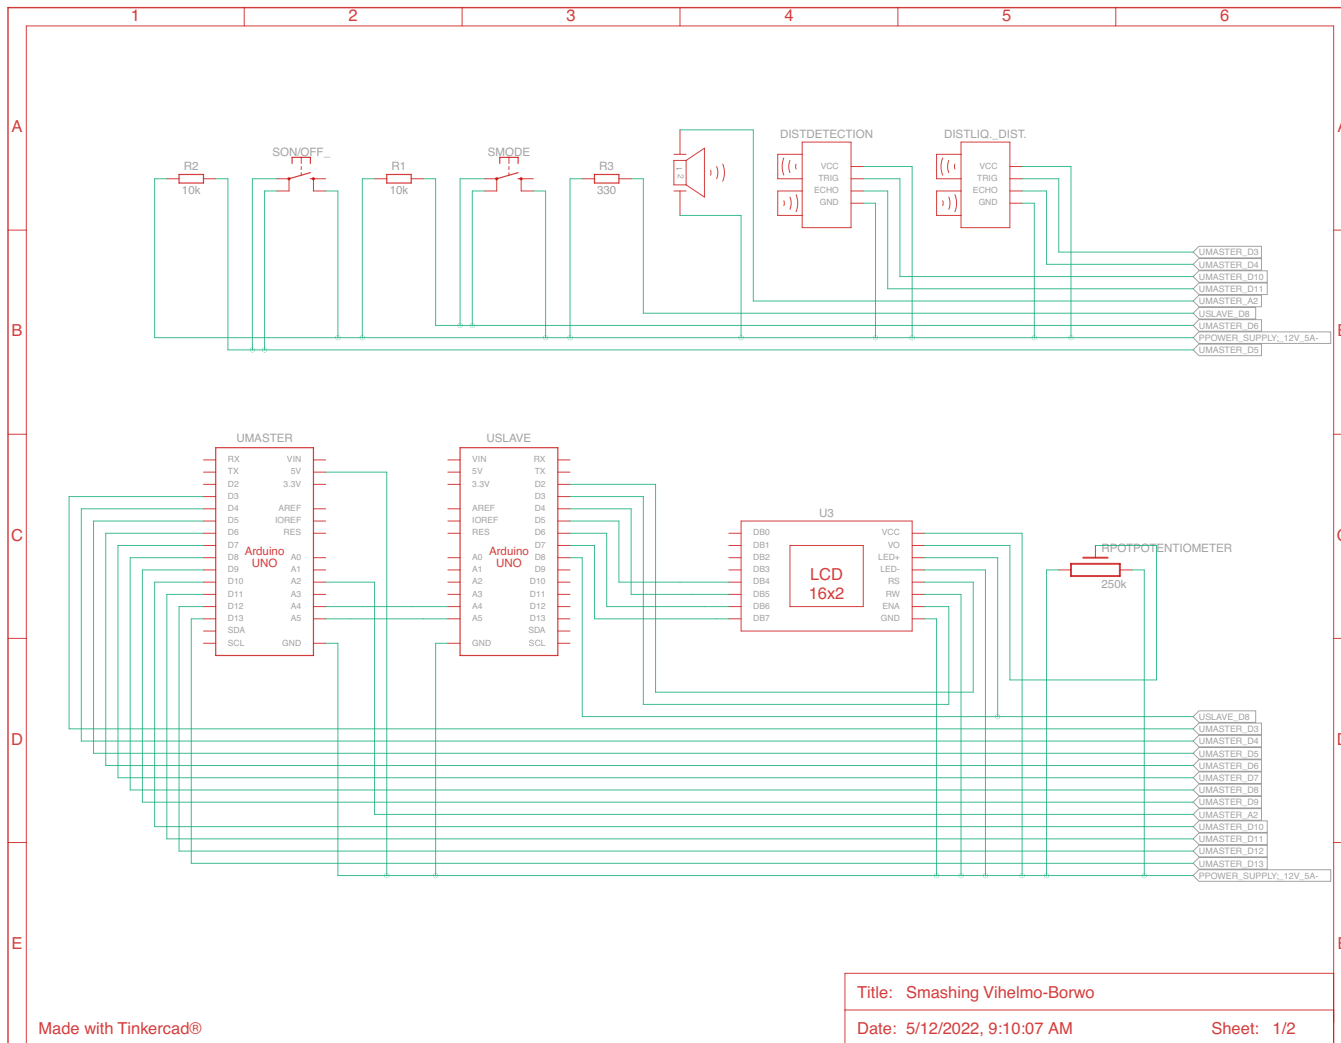 1 2 3 4 5 6
A
DISTDETECTION DISTLIQ._DIST.
R2 SON/OFF_ R1 SMODE R3
10k 10k 330
1 2
VCC VCC
TRIG TRIG
ECHO ECHO
GND GND
UMASTER_D3
UMASTER_D4
UMASTER_D10
UMASTER_D11
UMASTER_A2
USLAVE_D8
B
UMASTER_D6
PPOWER_SUPPLY;_12V_5A-
UMASTER_D5
UMASTER USLAVE
RX VIN VIN RX
TX 5V 5V TX
D2 3.3V 3.3V D2
D3 D3
D4 AREF AREF D4
D5 IOREF IOREF D5
D6 RES RES D6
D7 D7
D8 A0 A0 D8
D9 A1 A1 D9
D10 A2 A2 D10
D11 A3 A3 D11
D12 A4 A4 D12
D13 A5 A5 D13
SDA SDA
SCL GND GND SCL
Arduino
UNO
Arduino
UNO
C
U3
DB0 VCC
DB1 VO
DB2 LED+
DB3 LED-
DB4 RS
DB5 RW
DB6 ENA
DB7 GND
LCD
16x2
RPOTPOTENTIOMETER
250k
USLAVE_D8
UMASTER_D3
D
UMASTER_D4
UMASTER_D5
UMASTER_D6
UMASTER_D7
UMASTER_D8
UMASTER_D9
UMASTER_A2
UMASTER_D10
UMASTER_D11
UMASTER_D12
UMASTER_D13
PPOWER_SUPPLY;_12V_5A-
E
Title: Smashing Vihelmo-Borwo
Made with Tinkercad®
Date: 5/12/2022, 9:10:07 AM Sheet: 1/2